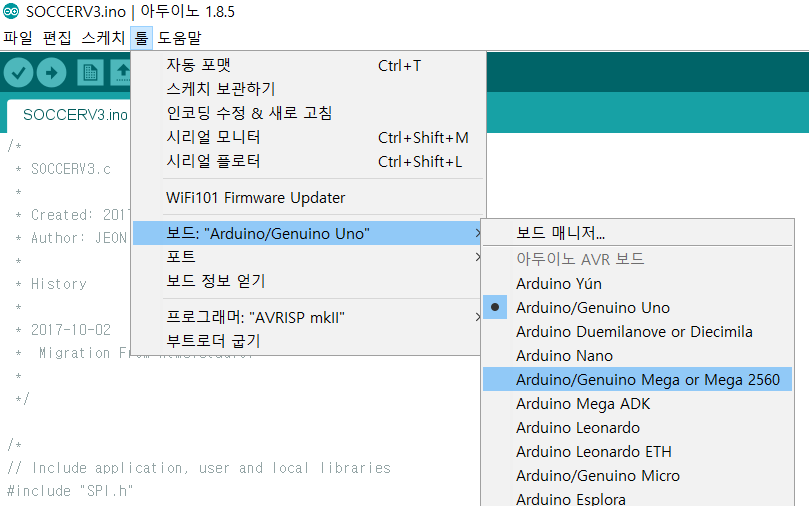 SOCCERV3.ino | 아두이노 1.8.5
파일 편집 스케치 툴 도움말
SOCCERV3.ino
자동 포맷 Ctrl+T
스케치 보관하기
인코딩 수정 & 새로 고침
시리얼 모니터 Ctrl+Shift+M
시리얼 플로터 Ctrl+Shift+L
WiFi101 Firmware Updater
보드: "Arduino/Genuino Uno"
포트
보드 정보 얻기
프로그래머: "AVRISP mkII"
부트로더 굽기
보드 매니저...
아두이노 AVR 보드
Arduino Yún
Arduino/Genuino Uno
Arduino Duemilanove or Diecimila
Arduino Nano
Arduino/Genuino Mega or Mega 2560
Arduino Mega ADK
Arduino Leonardo
Arduino Leonardo ETH
Arduino/Genuino Micro
Arduino Esplora
/*
* SOCCERV3.c
*
* Created: 201
* Author: JEON
*
* History
*
* 2017-10-02
* Migration From
*
*/
/*
// Include application, user and local libraries
#include "SPI.h"